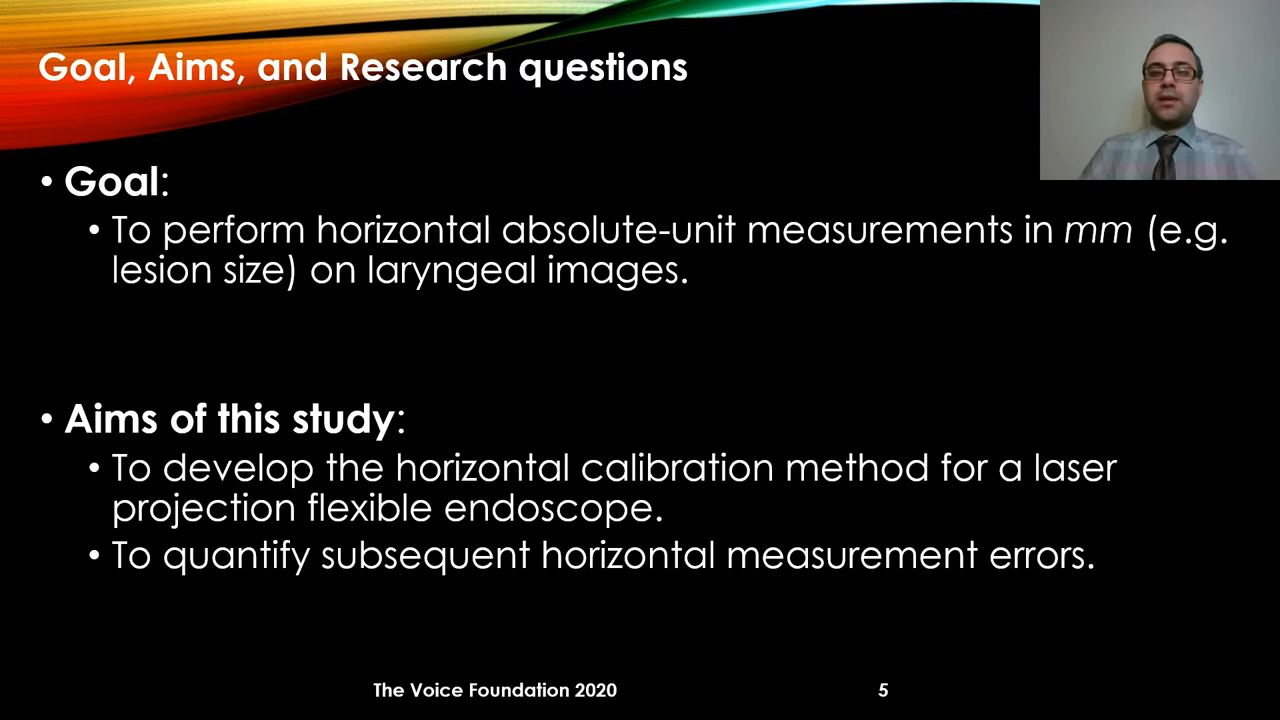 Goal, Aims, and Research questions
• Goal:
• To perform horizontal absolute-unit measurements in mm (e.g.
lesion size) on laryngeal images.
• Aims of this study:
• To develop the horizontal calibration method for a laser
projection flexible endoscope.
• To quantify subsequent horizontal measurement errors.
The Voice Foundation 2020
5